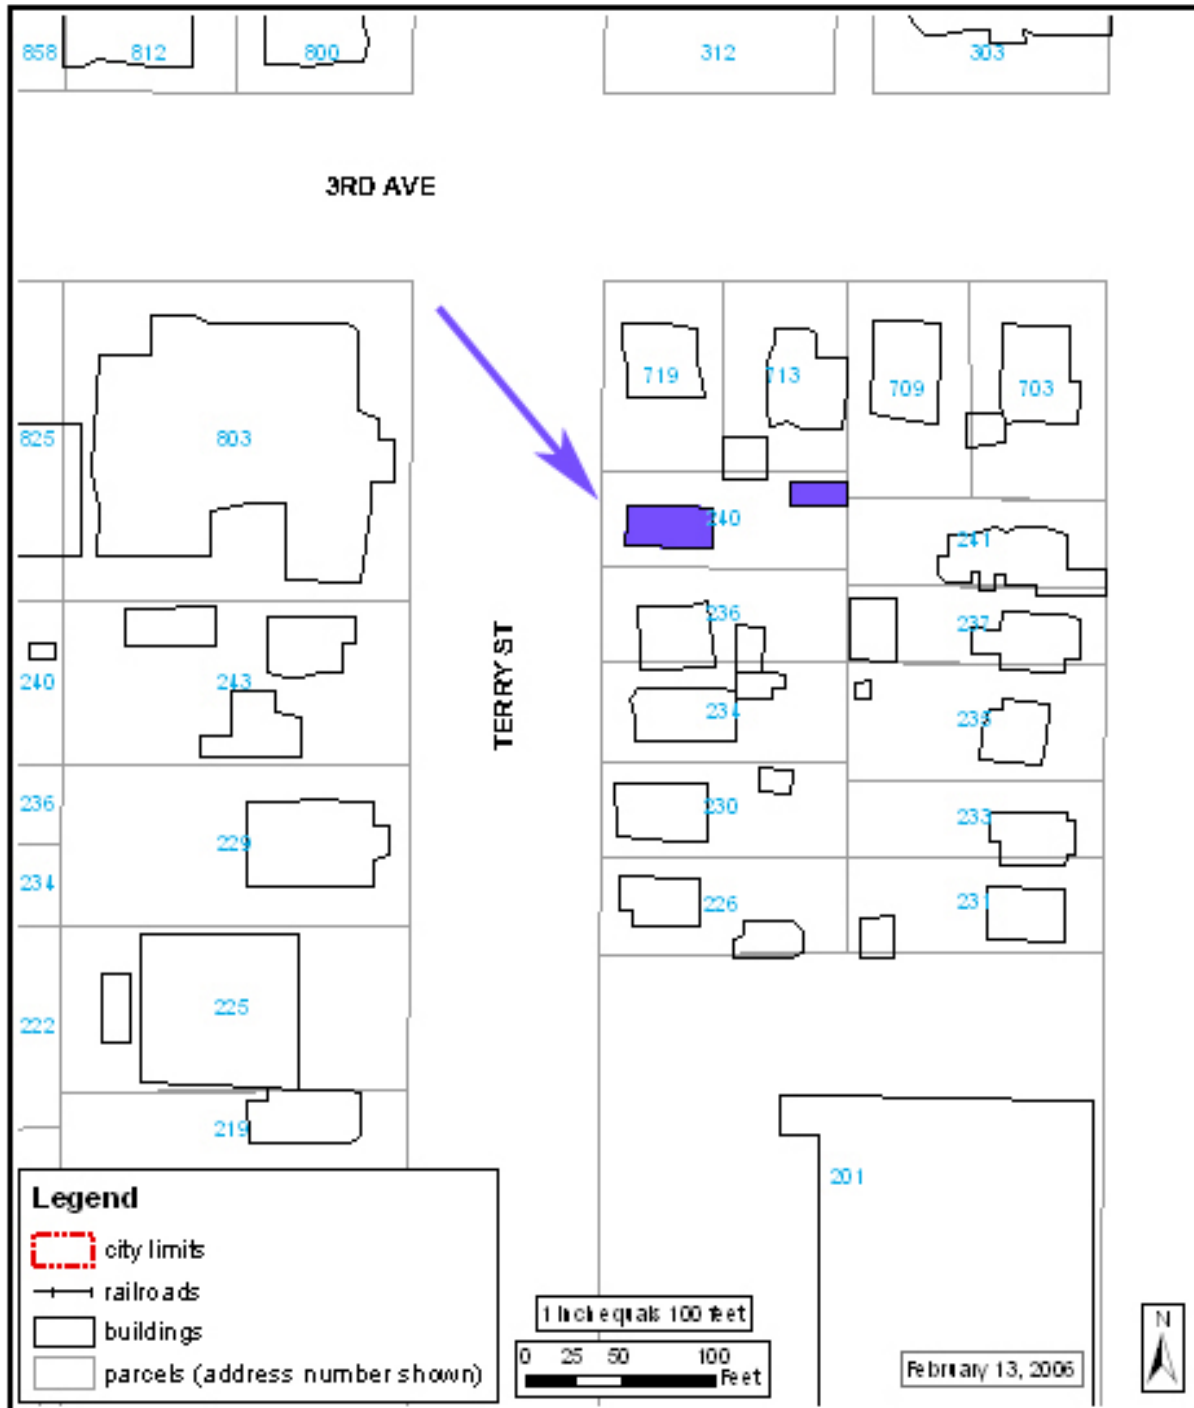 858 812 800 312 303
3RD AVE
719 713 709 703
825 803
240 241
236 237
240 243 234 235
TERRY ST
236 229 230 233
234 226 231
222 225
219
201
Legend
city limits
railroads
buildings
parcels (address number shown)
1 inch equals 100 feet
0 25 50 100
Feet
February 13, 2006
N